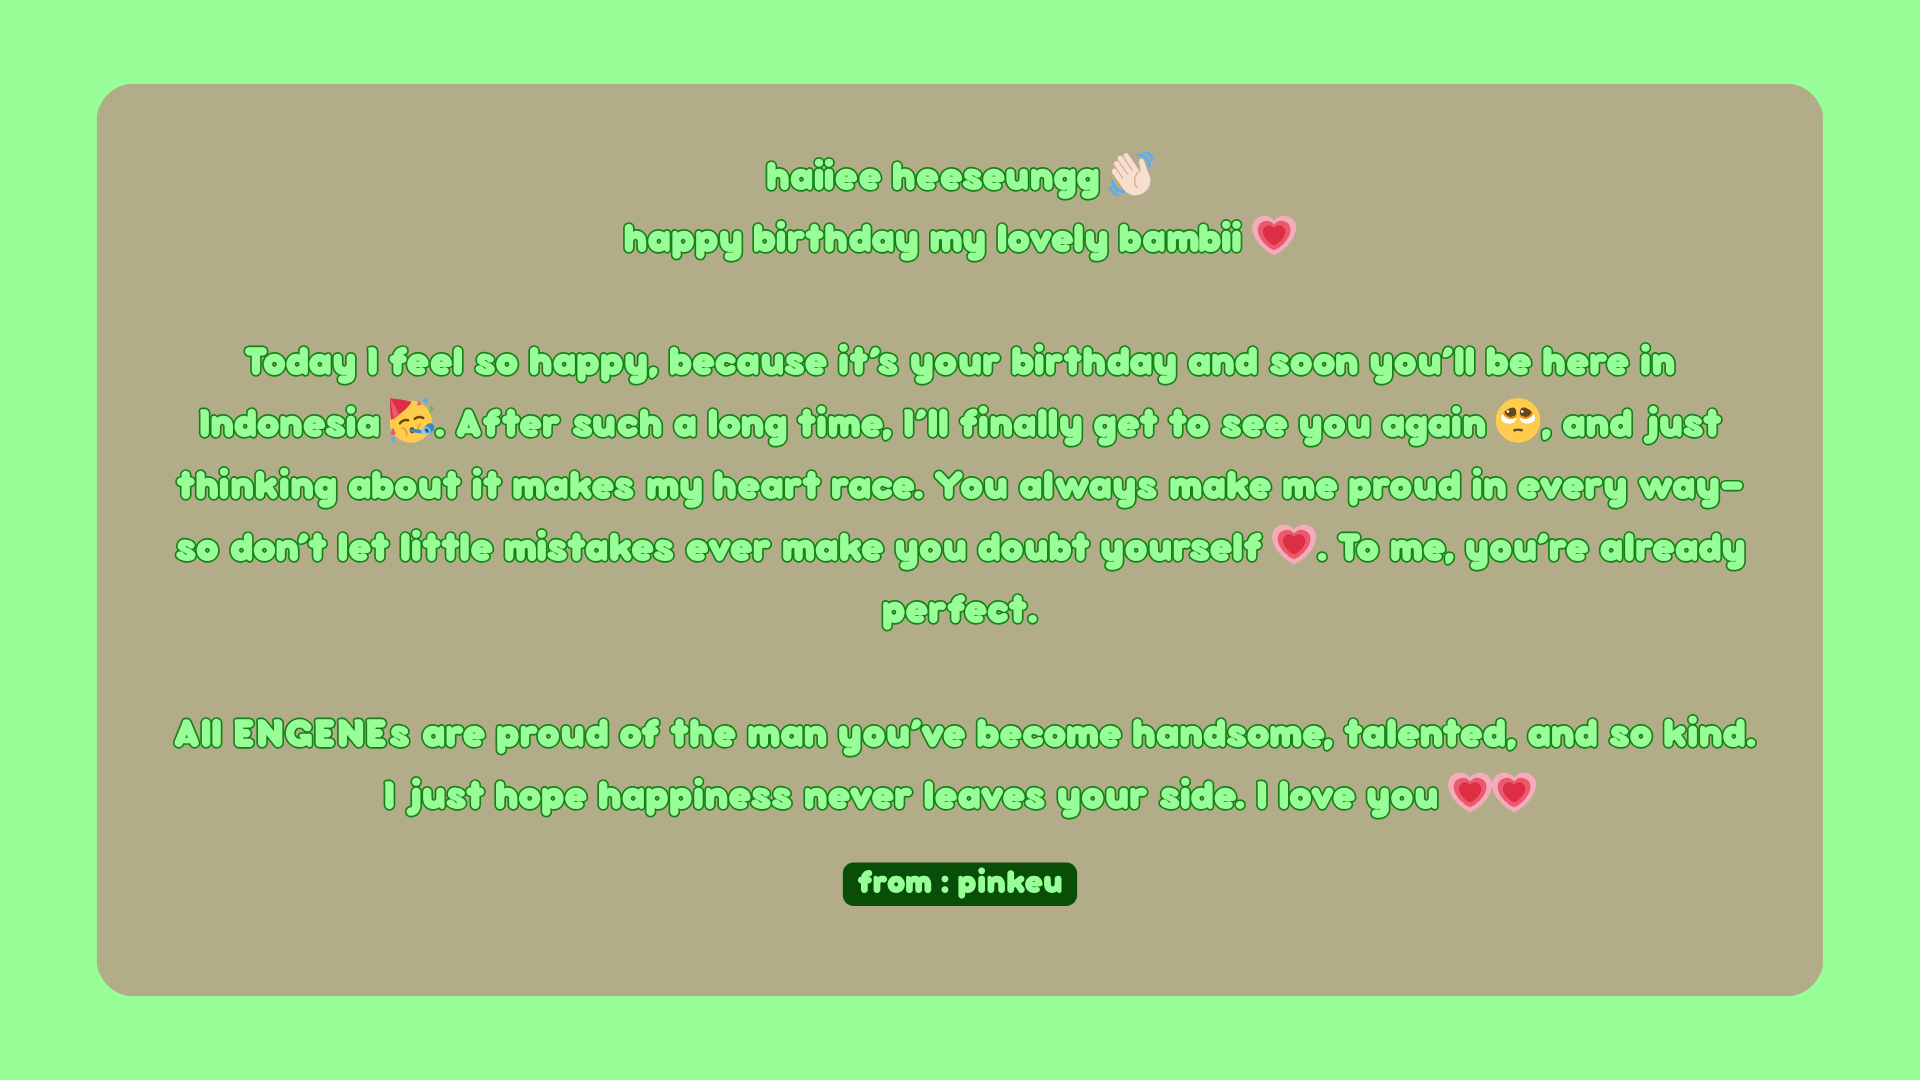 haiiee heeseungg 👋🏻
happy birthday my lovely bambii 💗
Today I feel so happy, because it's your birthday and soon you'll be here in
Indonesia 🥳. After such a long time, I'll finally get to see you again 🥺, and just
thinking about it makes my heart race. You always make me proud in every way-
so don't let little mistakes ever make you doubt yourself 💗. To me, you're already
perfect.
All ENGENEs are proud of the man you've become handsome, talented, and so kind.
I just hope happiness never leaves your side. I love you 💗💗
from : pinkeu